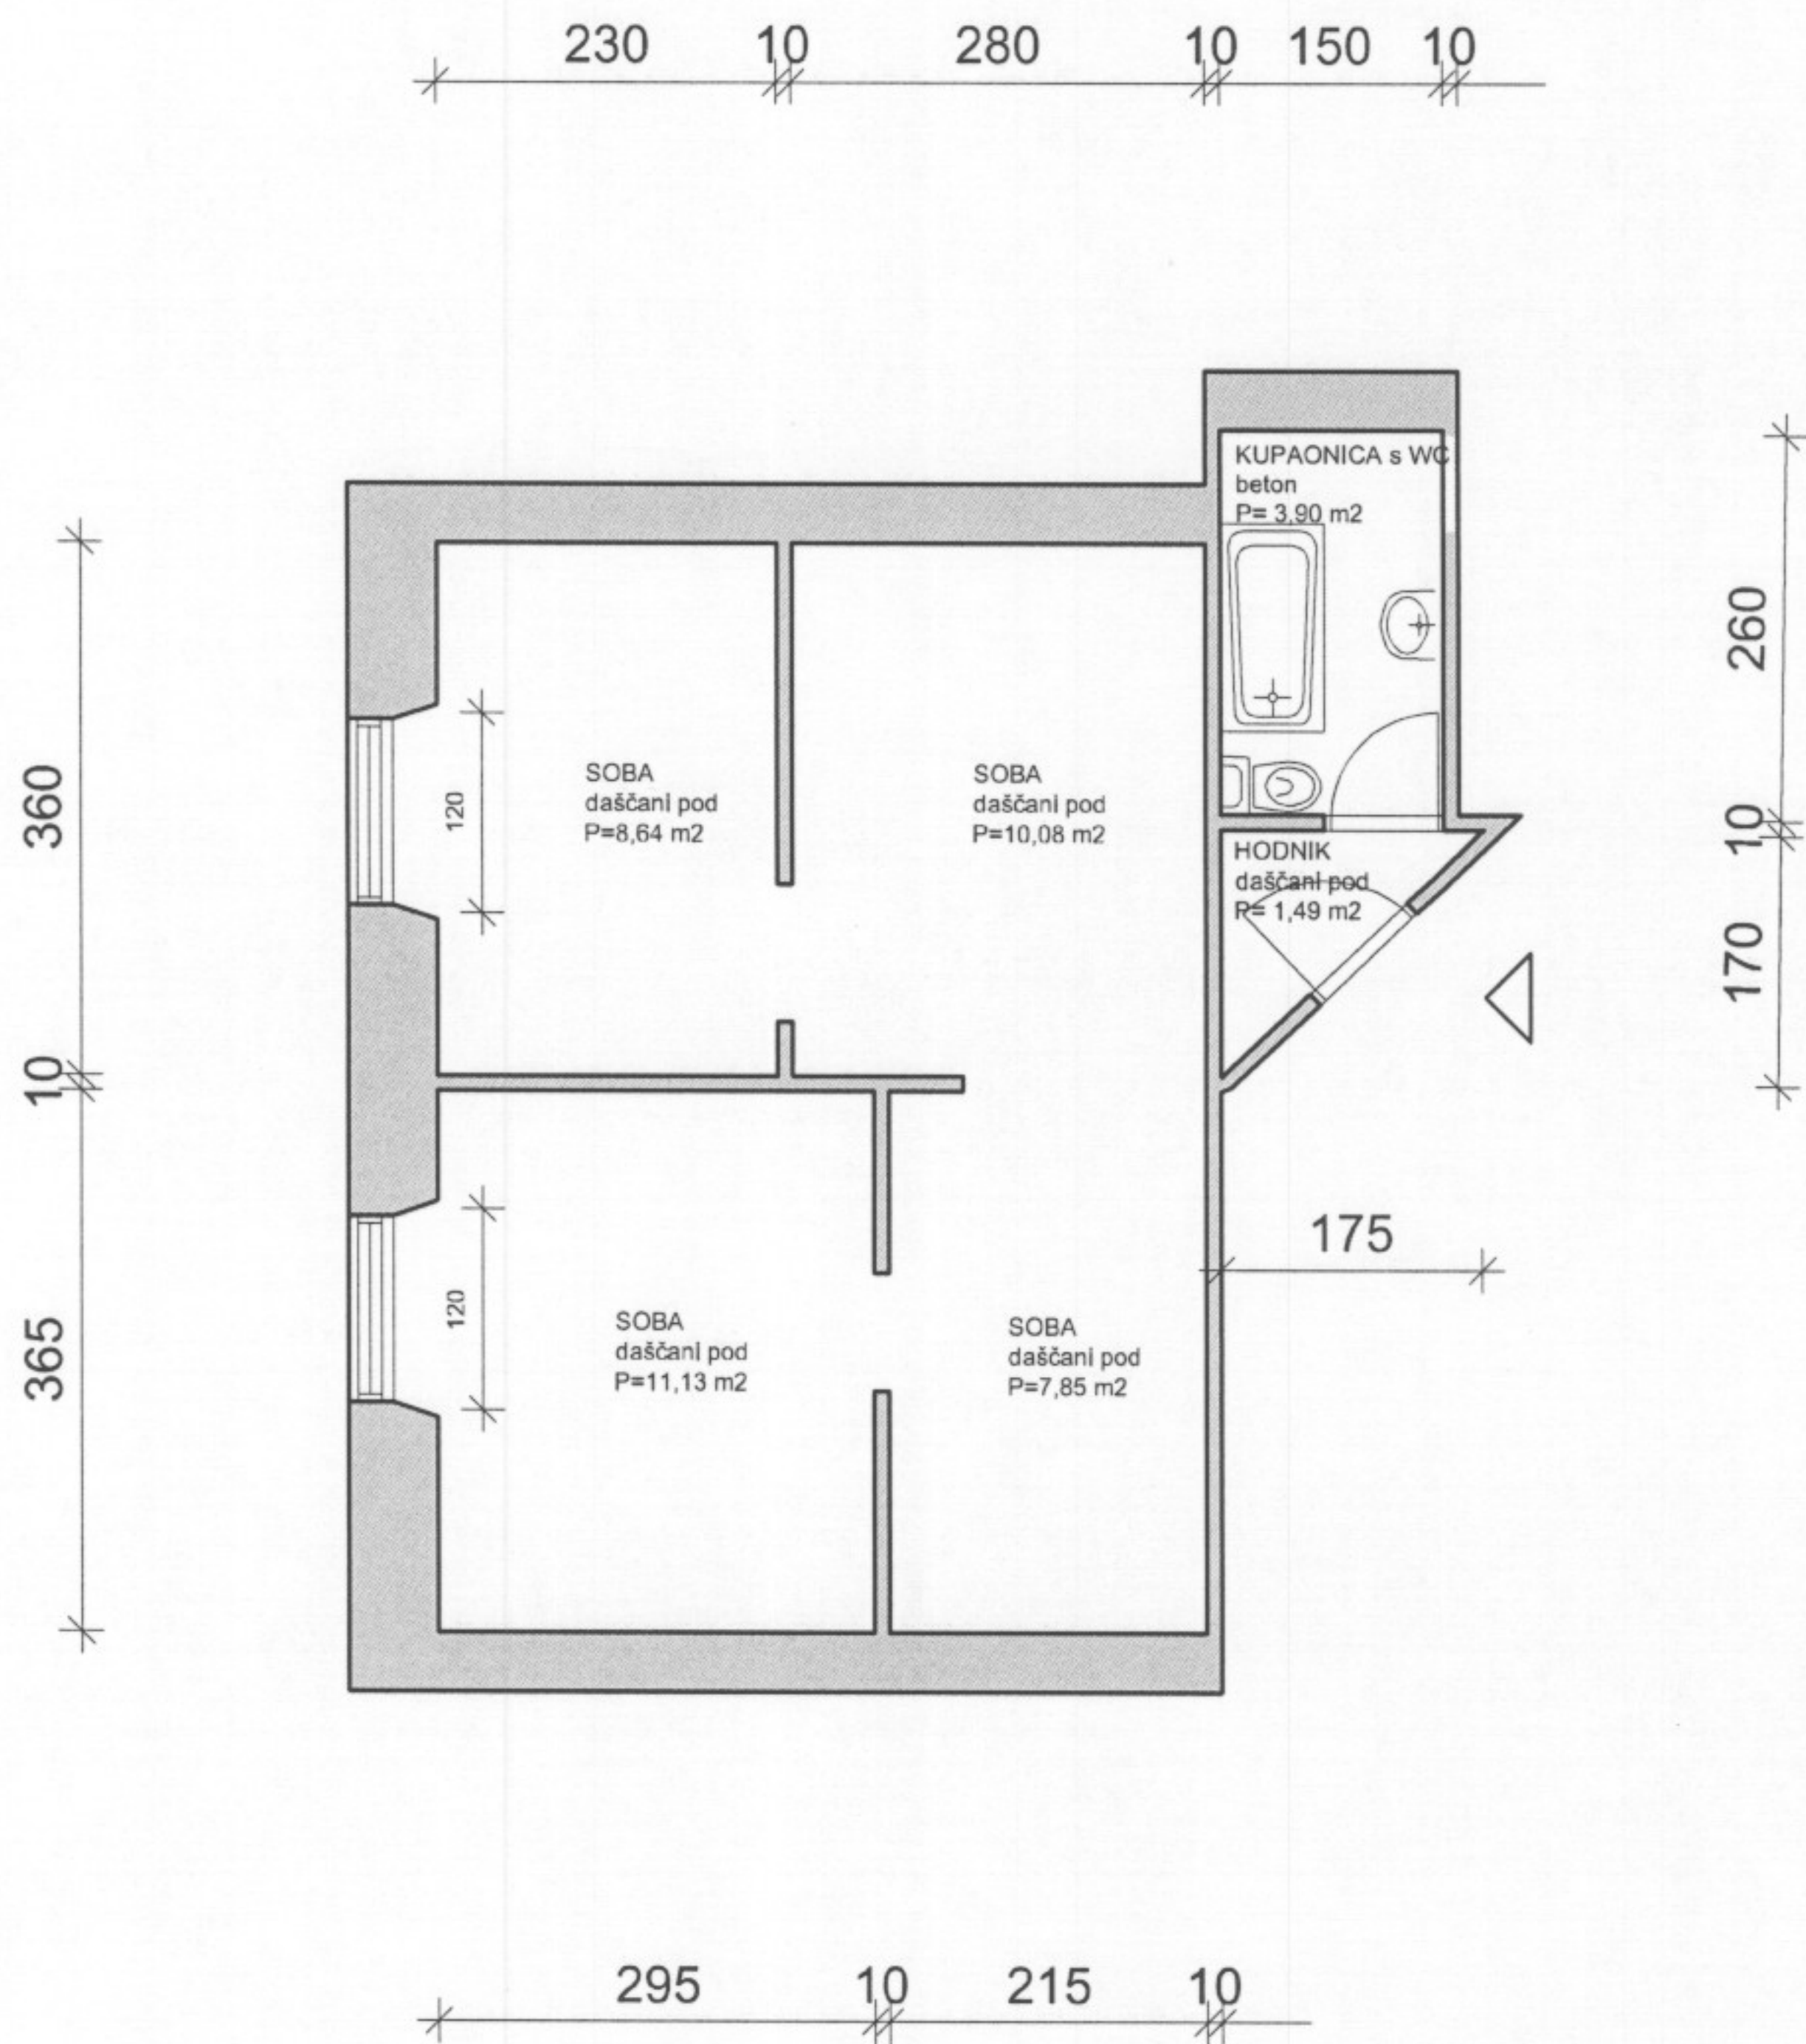 230 10 280 10 150 10
KUPAONICA s WC
beton
P= 3,90 m2
260
360
120
SOBA
daščani pod
P=8,64 m2
SOBA
daščani pod
P=10,08 m2
10
HODNIK
daščani pod
P= 1,49 m2
170
10
175
365
120
SOBA
daščani pod
P=11,13 m2
SOBA
daščani pod
P=7,85 m2
295 10 215 10